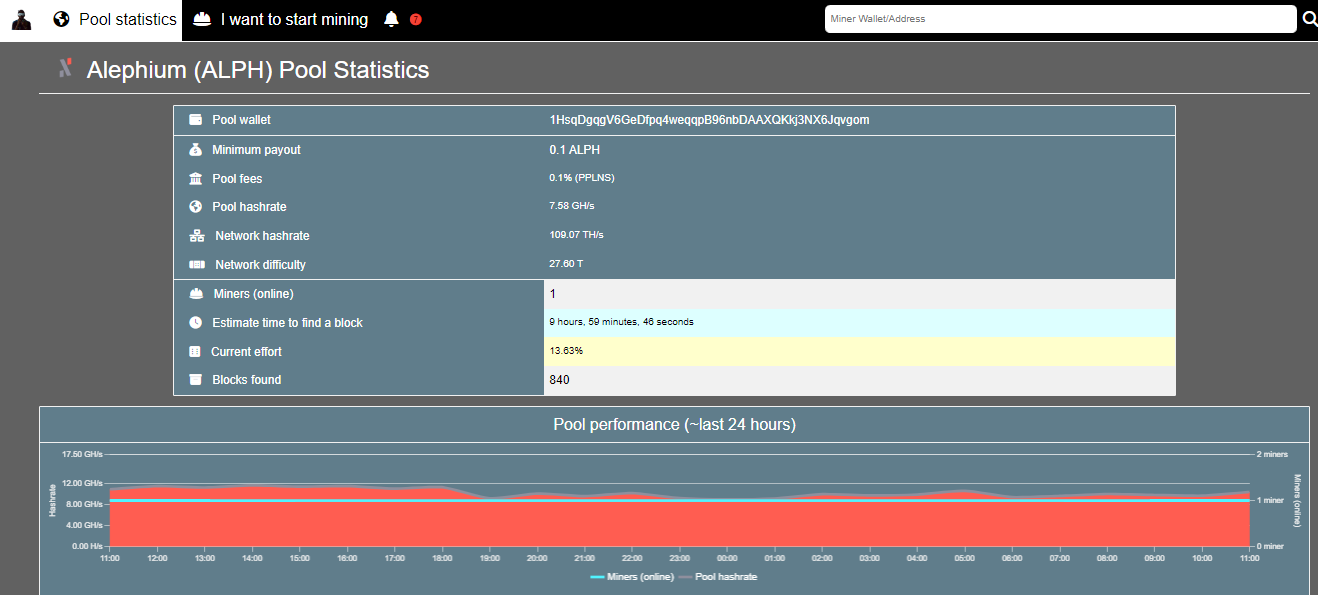 Pool statistics I want to start mining 7 Miner Wallet/Address
Alephium (ALPH) Pool Statistics
Pool wallet 1HsqDgqgV6GeDfpq4weqqpB96nbDAAXQKkj3NX6Jqvgom
Minimum payout 0.1 ALPH
Pool fees 0.1% (PPLNS)
Pool hashrate 7.58 GH/s
Network hashrate 109.07 TH/s
Network difficulty 27.60 T
Miners (online) 1
Estimate time to find a block 9 hours, 59 minutes, 46 seconds
Current effort 13.63%
Blocks found 840
Pool performance (~last 24 hours)
17.50 GH/s 2 miners
12.00 GH/s
8.00 GH/s 1 miner
4.00 GH/s
0.00 H/s 0 miner
Hashrate
Miners (online)
11:00 12:00 13:00 14:00 15:00 16:00 17:00 18:00 19:00 20:00 21:00 22:00 23:00 00:00 01:00 02:00 03:00 04:00 05:00 06:00 07:00 08:00 09:00 10:00 11:00
Miners (online) Pool hashrate